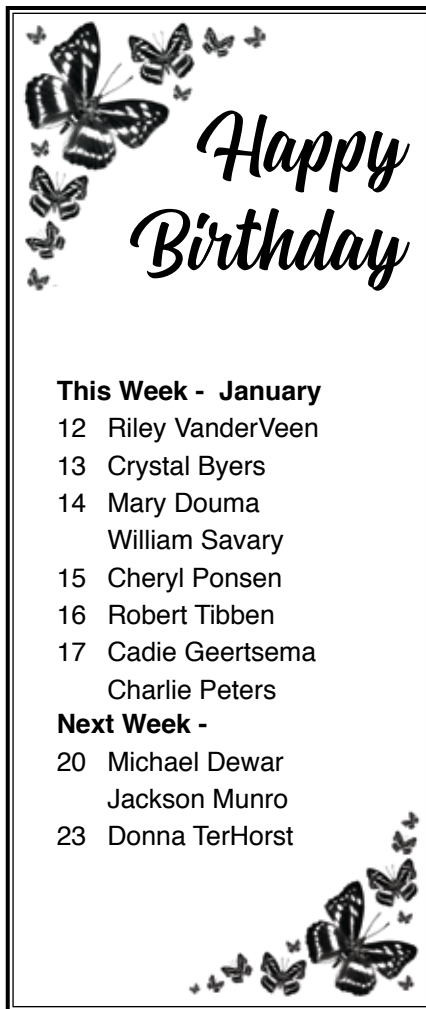 Happy
Birthday
This Week - January
12 Riley VanderVeen
13 Crystal Byers
14 Mary Douma
William Savary
15 Cheryl Ponsen
16 Robert Tibben
17 Cadie Geertsema
Charlie Peters
Next Week -
20 Michael Dewar
Jackson Munro
23 Donna TerHorst